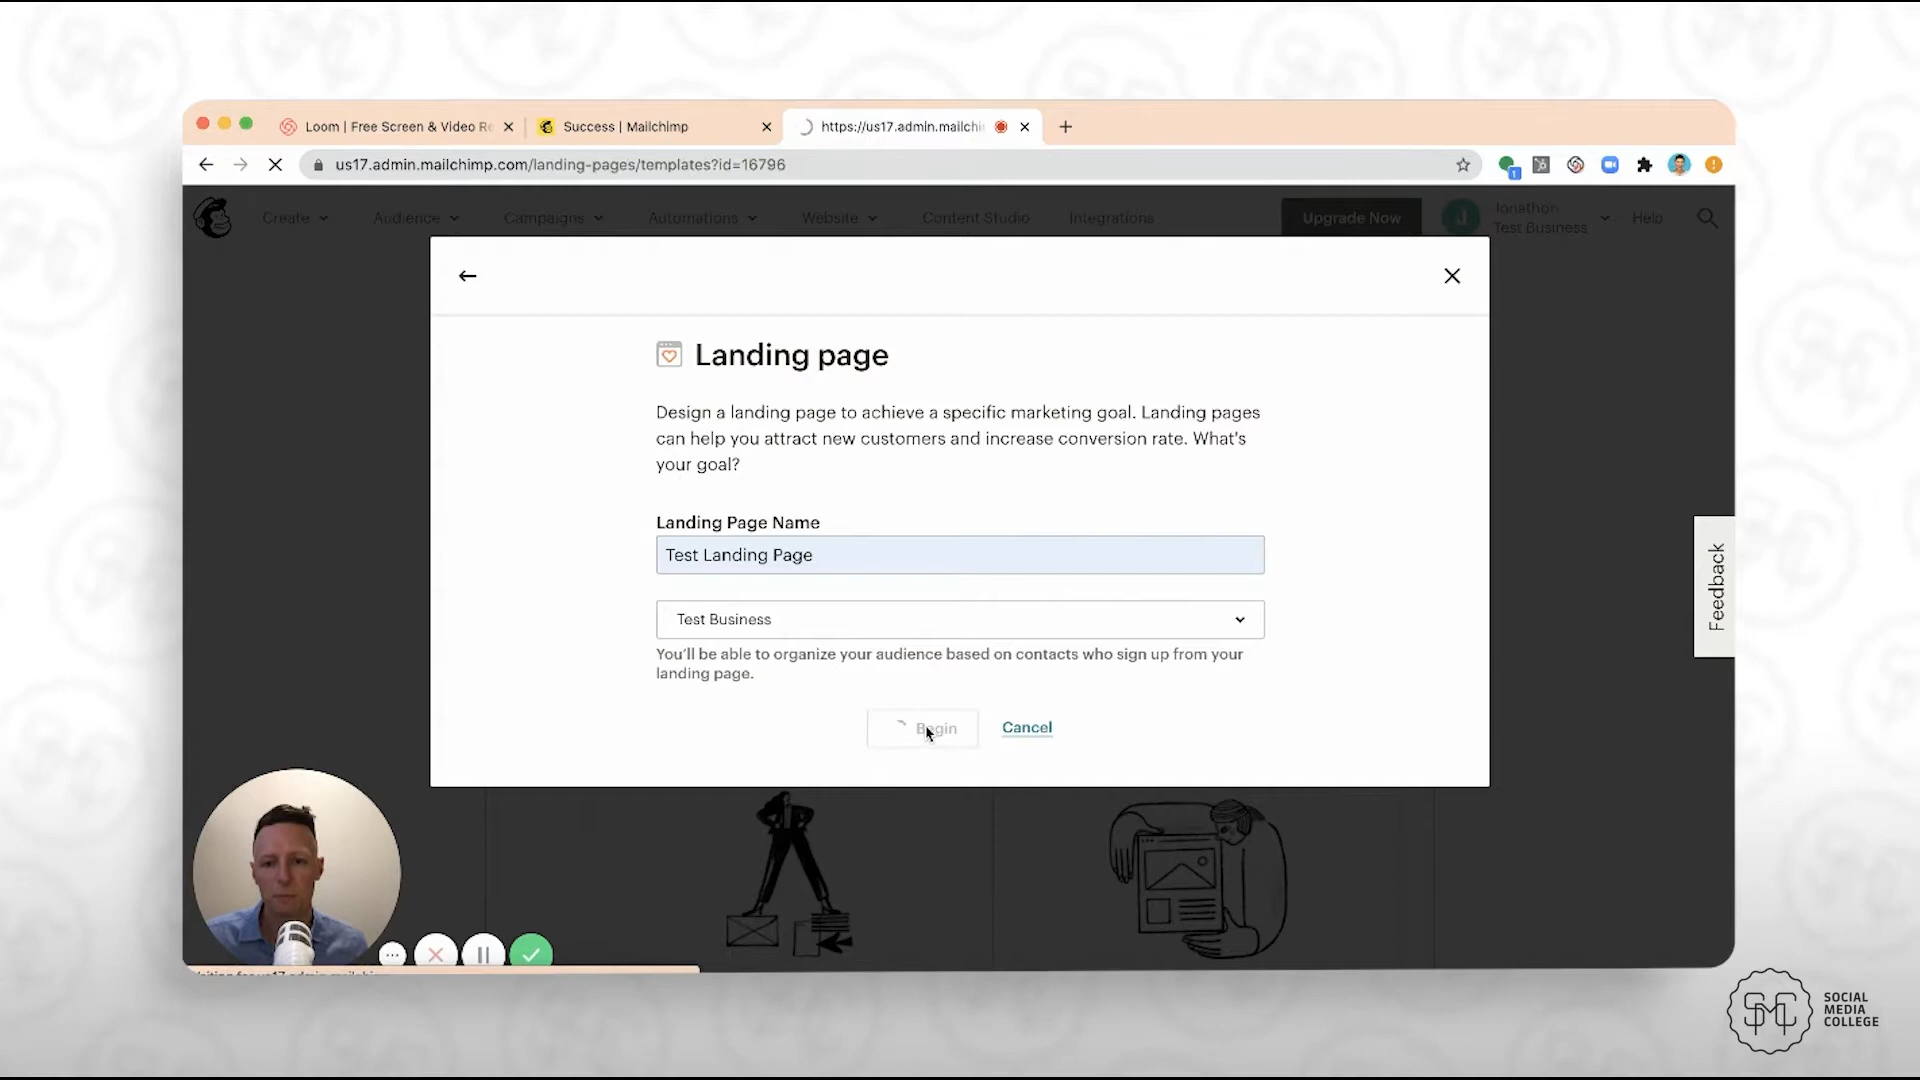 Loom | Free Screen & Video Re
Success | Mailchimp
https://us17.admin.mailchi
us17.admin.mailchimp.com/landing-pages/templates?id=16796
1
Create
Audience
Campaigns
Automations
Website
Content Studio
Integrations
Upgrade Now
J
Jonathon
Test Business
Help
Landing page
Design a landing page to achieve a specific marketing goal. Landing pages
can help you attract new customers and increase conversion rate. What's
your goal?
Landing Page Name
Test Landing Page
Test Business
You'll be able to organize your audience based on contacts who sign up from your
landing page.
Begin
Cancel
Feedback
SMC
SOCIAL
MEDIA
COLLEGE